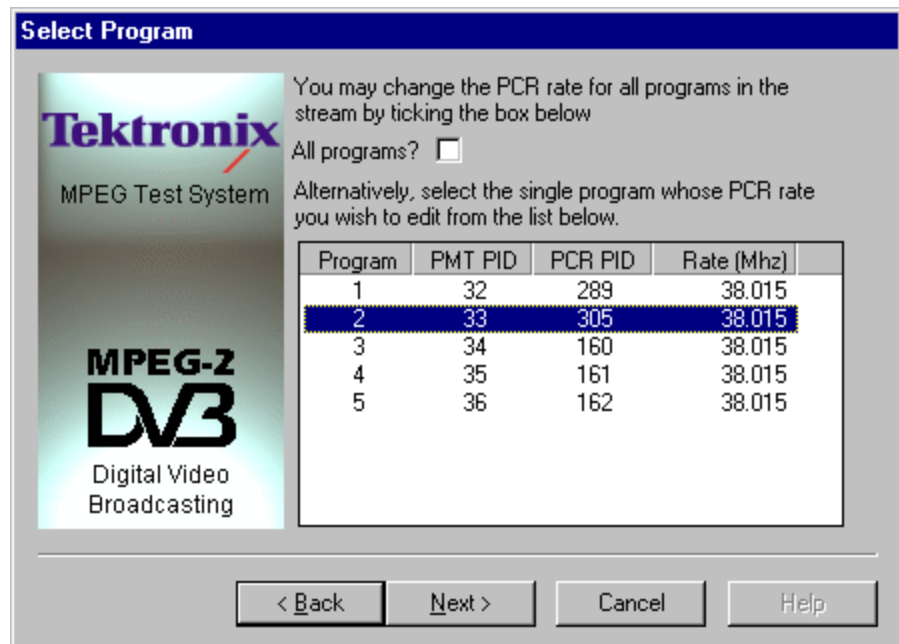 Select Program
Tektronix
MPEG Test System
MPEG-2
DVB
Digital Video
Broadcasting
You may change the PCR rate for all programs in the
stream by ticking the box below
All programs?
Alternatively, select the single program whose PCR rate
you wish to edit from the list below.
Program PMT PID PCR PID Rate (Mhz)
1 32 289 38.015
2 33 305 38.015
3 34 160 38.015
4 35 161 38.015
5 36 162 38.015
< Back Next > Cancel Help